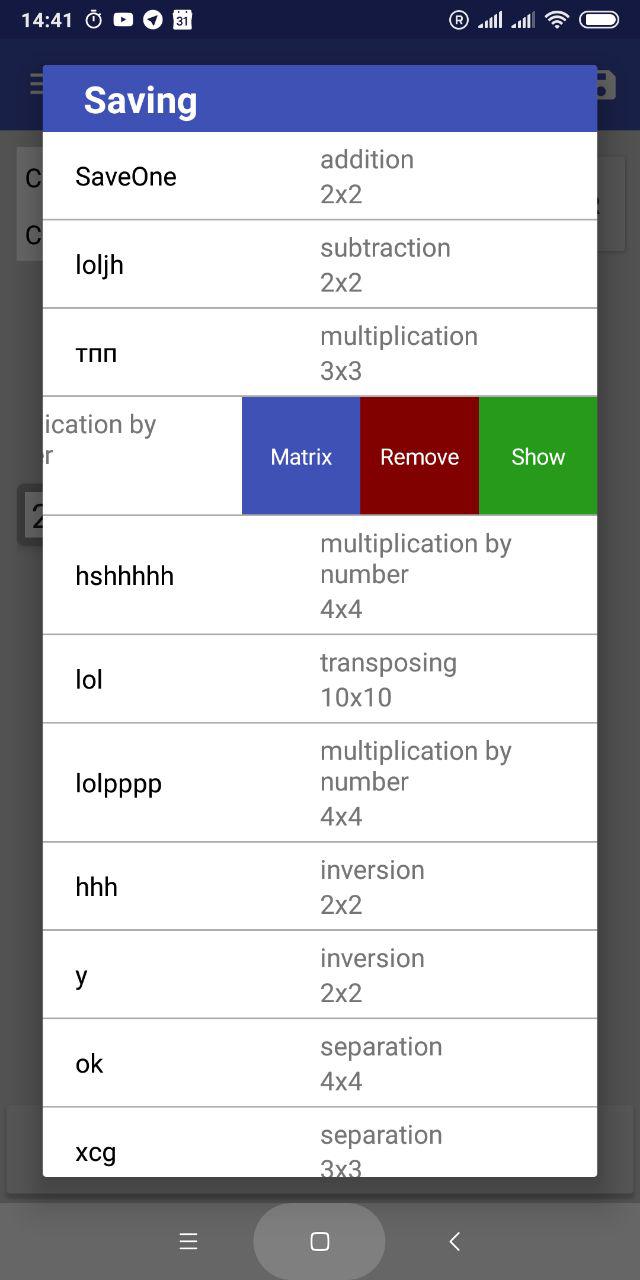 14:41
31
R
Saving
SaveOne
addition
2x2
loljh
subtraction
2x2
тпп
multiplication
3x3
ication by
r
Matrix
Remove
Show
hshhhhh
multiplication by
number
4x4
lol
transposing
10x10
lolpppp
multiplication by
number
4x4
hhh
inversion
2x2
y
inversion
2x2
ok
separation
4x4
xcg
separation
3x3
C
C
2